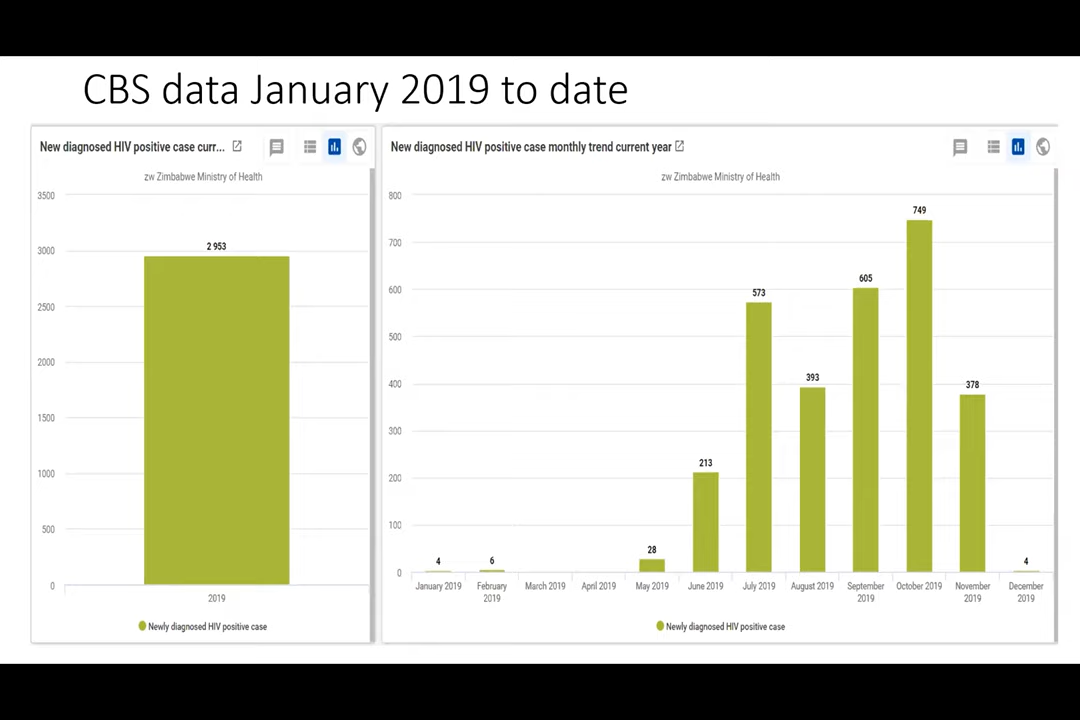 CBS data January 2019 to date
New diagnosed HIV positive case curr...
zw Zimbabwe Ministry of Health
3500
3000
2500
2000
1500
1000
500
0
2 953
2019
Newly diagnosed HIV positive case
New diagnosed HIV positive case monthly trend current year
zw Zimbabwe Ministry of Health
800
700
600
500
400
300
200
100
0
4
6
28
213
573
393
605
749
378
4
January 2019
February
2019
March 2019
April 2019
May 2019
June 2019
July 2019
August 2019
September
2019
October 2019
November
2019
December
2019
Newly diagnosed HIV positive case